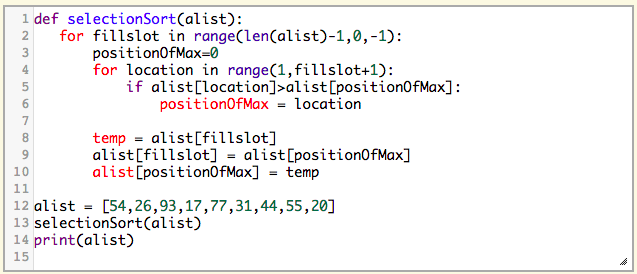 1 def selectionSort(alist):
2    for fillslot in range(len(alist)-1,0,-1):
3        positionOfMax=0
4        for location in range(1,fillslot+1):
5            if alist[location]>alist[positionOfMax]:
6                positionOfMax = location
7
8        temp = alist[fillslot]
9        alist[fillslot] = alist[positionOfMax]
10        alist[positionOfMax] = temp
11
12 alist = [54,26,93,17,77,31,44,55,20]
13 selectionSort(alist)
14 print(alist)
15